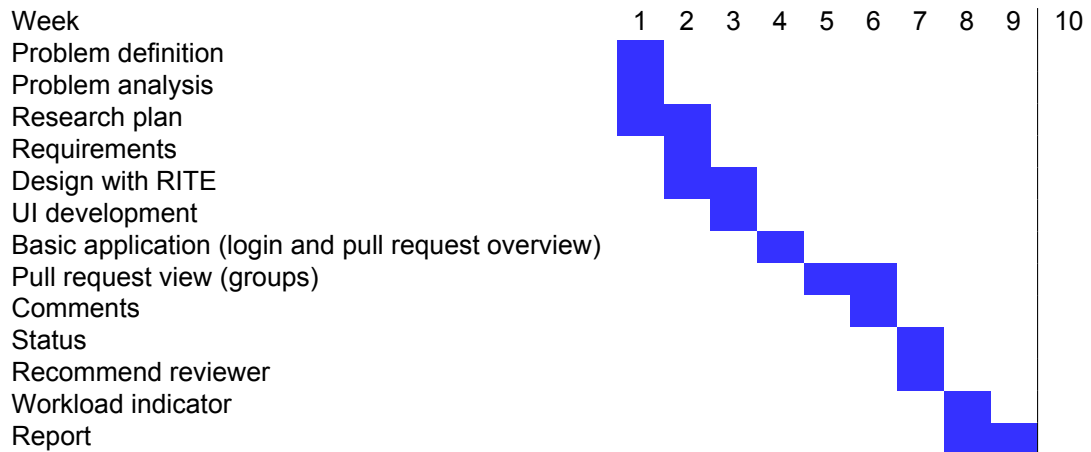 Week 1 2 3 4 5 6 7 8 9 10
Problem definition
Problem analysis
Research plan
Requirements
Design with RITE
UI development
Basic application (login and pull request overview)
Pull request view (groups)
Comments
Status
Recommend reviewer
Workload indicator
Report